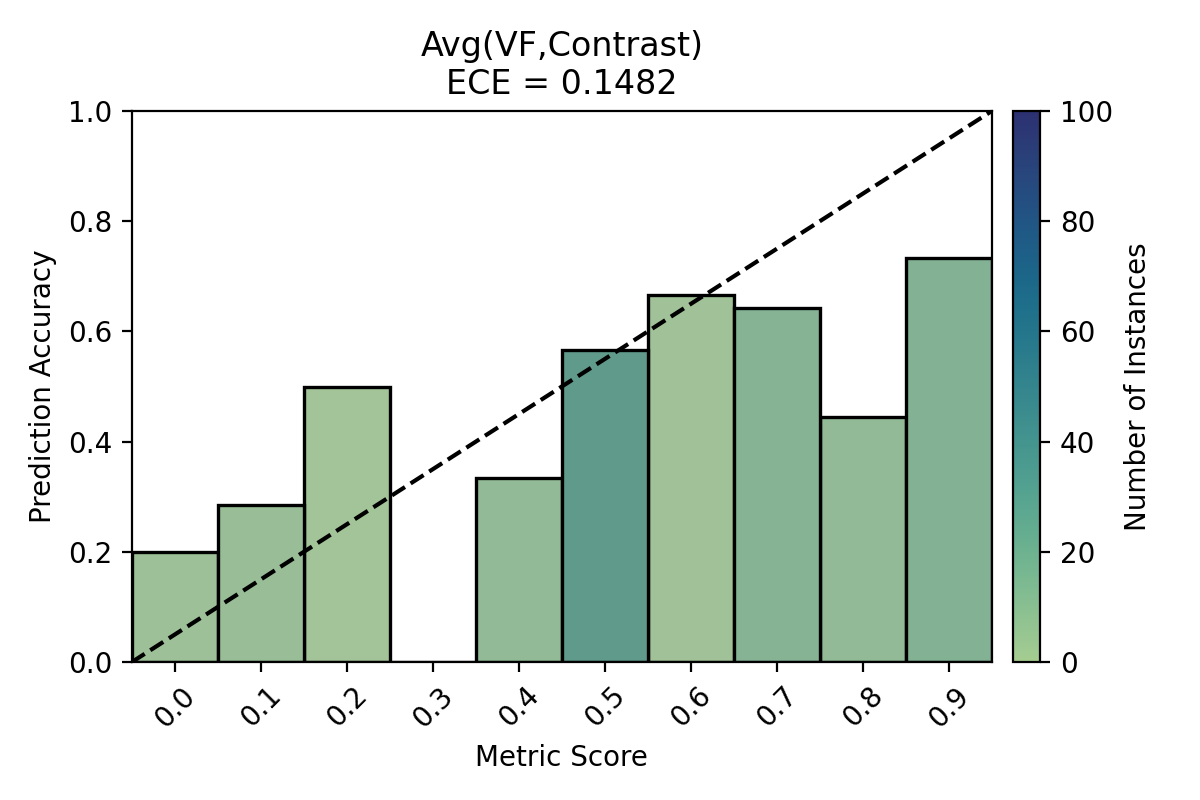 Avg(VF,Contrast)
ECE = 0.1482
Prediction Accuracy
1.0
0.8
0.6
0.4
0.2
0.0
0.0 0.1 0.2 0.3 0.4 0.5 0.6 0.7 0.8 0.9
Metric Score
100
80
60
40
20
0
Number of Instances